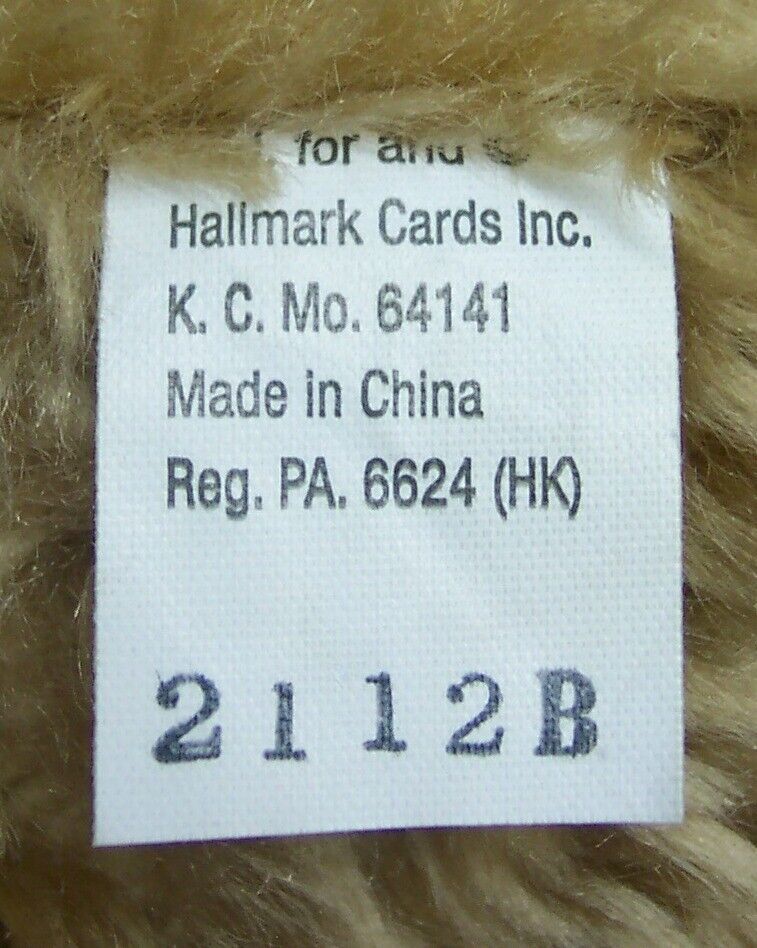 for and ©
Hallmark Cards Inc.
K. C. Mo. 64141
Made in China
Reg. PA. 6624 (HK)
2112B